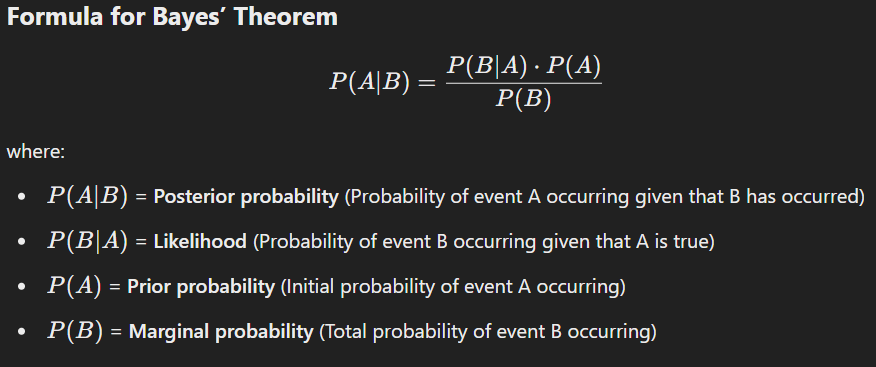 Formula for Bayes’ Theorem
P(A|B) = P(B|A) · P(A) / P(B)
where:
• P(A|B) = Posterior probability (Probability of event A occurring given that B has occurred)
• P(B|A) = Likelihood (Probability of event B occurring given that A is true)
• P(A) = Prior probability (Initial probability of event A occurring)
• P(B) = Marginal probability (Total probability of event B occurring)